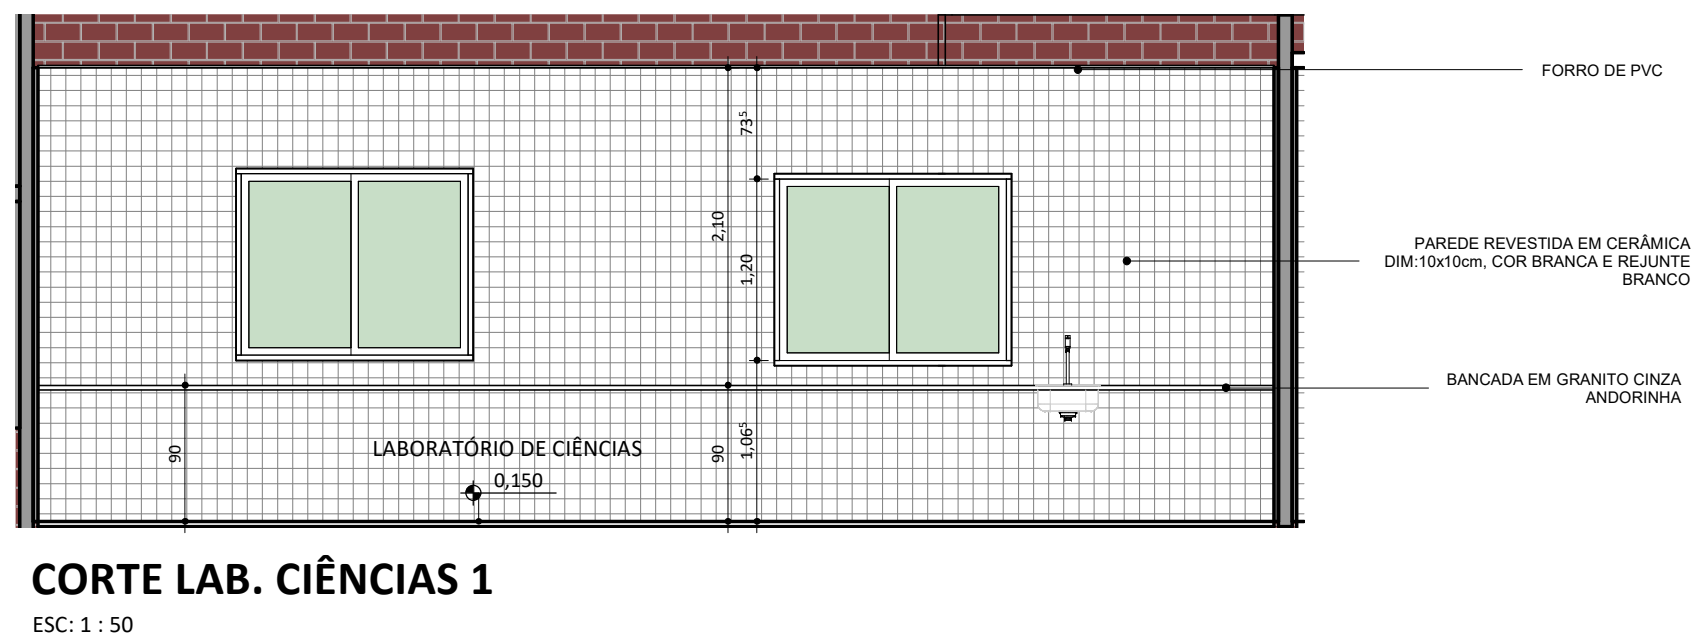 FORRO DE PVC
73⁵
2,10
1,20
PAREDE REVESTIDA EM CERÂMICA
DIM:10x10cm, COR BRANCA E REJUNTE
BRANCO
BANCADA EM GRANITO CINZA
ANDORINHA
90
LABORATÓRIO DE CIÊNCIAS
0,150
90
1,06⁵
CORTE LAB. CIÊNCIAS 1
ESC: 1 : 50